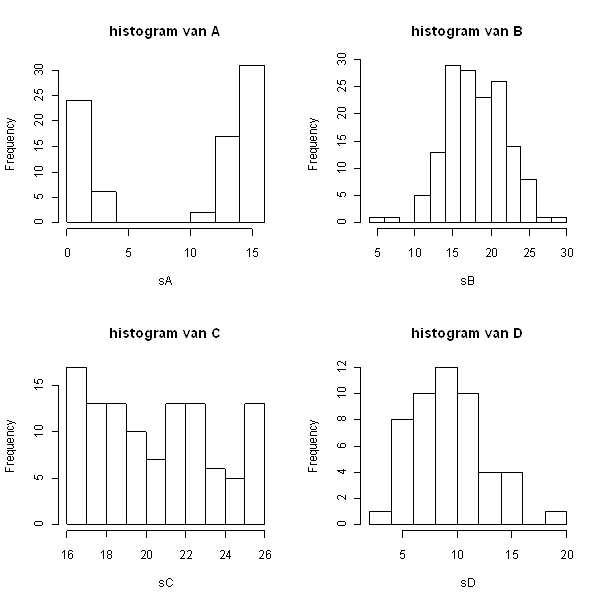 histogram van A
Frequency
0 5 10 15 20 25 30
0 5 10 15
sA
histogram van B
Frequency
0 5 10 15 20 25 30
5 10 15 20 25 30
sB
histogram van C
Frequency
0 5 10 15
16 18 20 22 24 26
sC
histogram van D
Frequency
0 2 4 6 8 10 12
5 10 15 20
sD